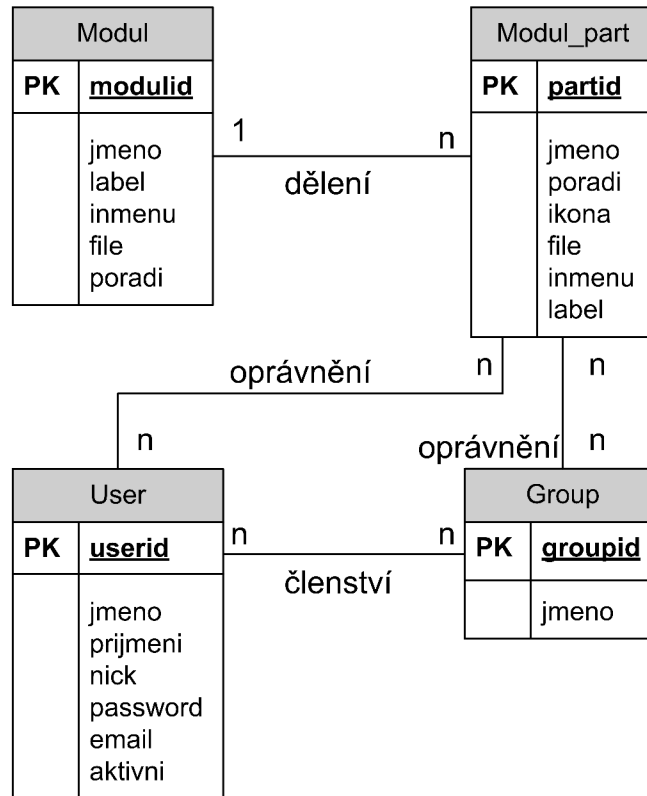 Modul
PK modulid
jmeno
label
inmenu
file
poradi
1
n
dělení
Modul_part
PK partid
jmeno
poradi
ikona
file
inmenu
label
oprávnění
n
n
n
oprávnění
n
User
PK userid
jmeno
prijmeni
nick
password
email
aktivni
n
n
členství
Group
PK groupid
jmeno